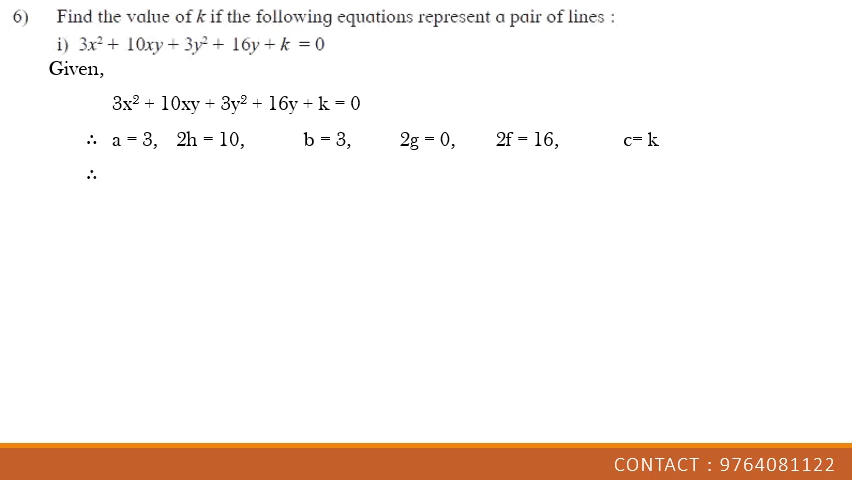 6) Find the value of k if the following equations represent a pair of lines :
i) 3x² + 10xy + 3y² + 16y + k = 0
Given,
3x² + 10xy + 3y² + 16y + k = 0
∴ a = 3, 2h = 10, b = 3, 2g = 0, 2f = 16, c= k
∴
CONTACT : 9764081122